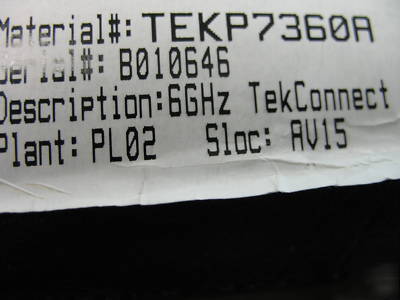 Material#: TEKP7360A
Serial#: B010646
Description: 6GHz TekConnect
Plant: PL02 Sloc: AV15